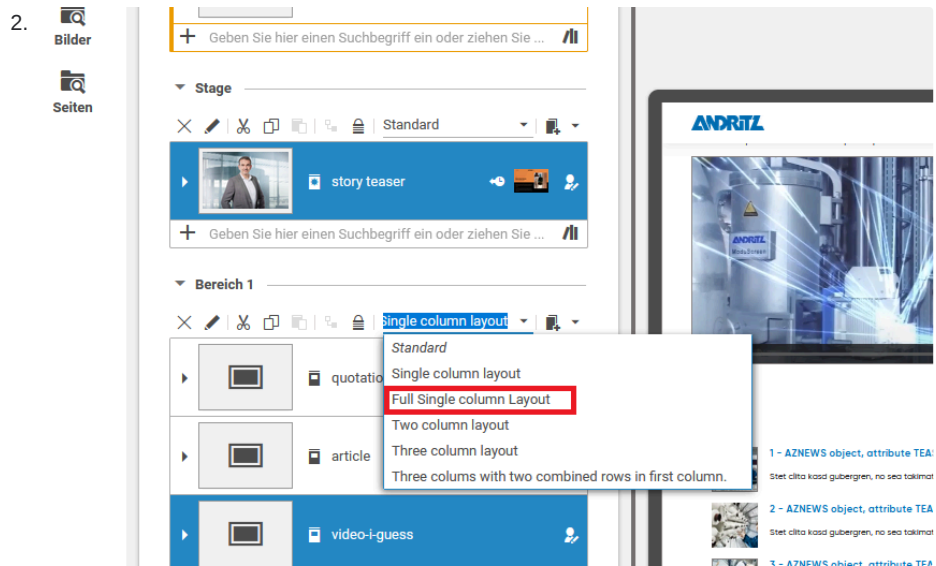 2.
Bilder
Seiten
Geben Sie hier einen Suchbegriff ein oder ziehen Sie ...
Stage
Standard
story teaser
Geben Sie hier einen Suchbegriff ein oder ziehen Sie ...
Bereich 1
Single column layout
Standard
Single column layout
Full Single column Layout
Two column layout
Three column layout
Three colums with two combined rows in first column.
quotatio
article
video-i-guess
ANDRITZ
ANDRITZ
ModuScreen
1 - AZNEWS object, attribute TEA
Stet clita kasd gubergren, no sea takimat
2 - AZNEWS object, attribute TEA
Stet clita kasd gubergren, no sea takimat
3 - AZNEWS object, attribute TEA